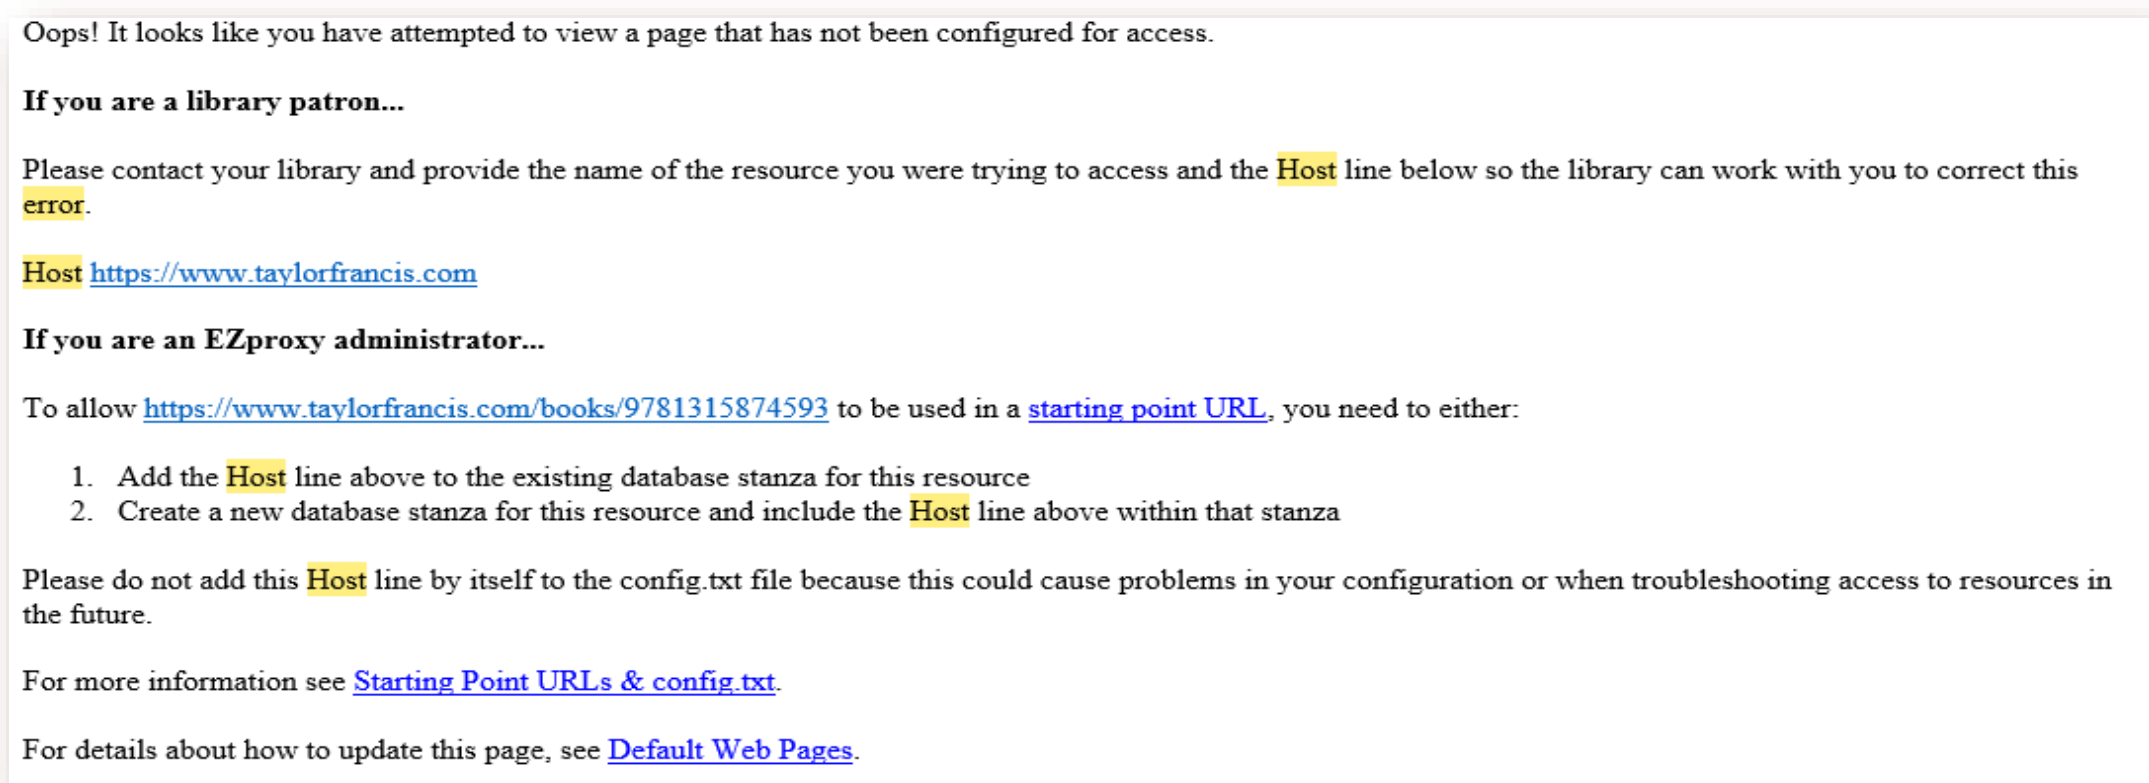 Oops! It looks like you have attempted to view a page that has not been configured for access.
If you are a library patron...
Please contact your library and provide the name of the resource you were trying to access and the Host line below so the library can work with you to correct this
error.
Host https://www.taylorfrancis.com
If you are an EZproxy administrator...
To allow https://www.taylorfrancis.com/books/9781315874593 to be used in a starting point URL, you need to either:
1. Add the Host line above to the existing database stanza for this resource
2. Create a new database stanza for this resource and include the Host line above within that stanza
Please do not add this Host line by itself to the config.txt file because this could cause problems in your configuration or when troubleshooting access to resources in
the future.
For more information see Starting Point URLs & config.txt.
For details about how to update this page, see Default Web Pages.